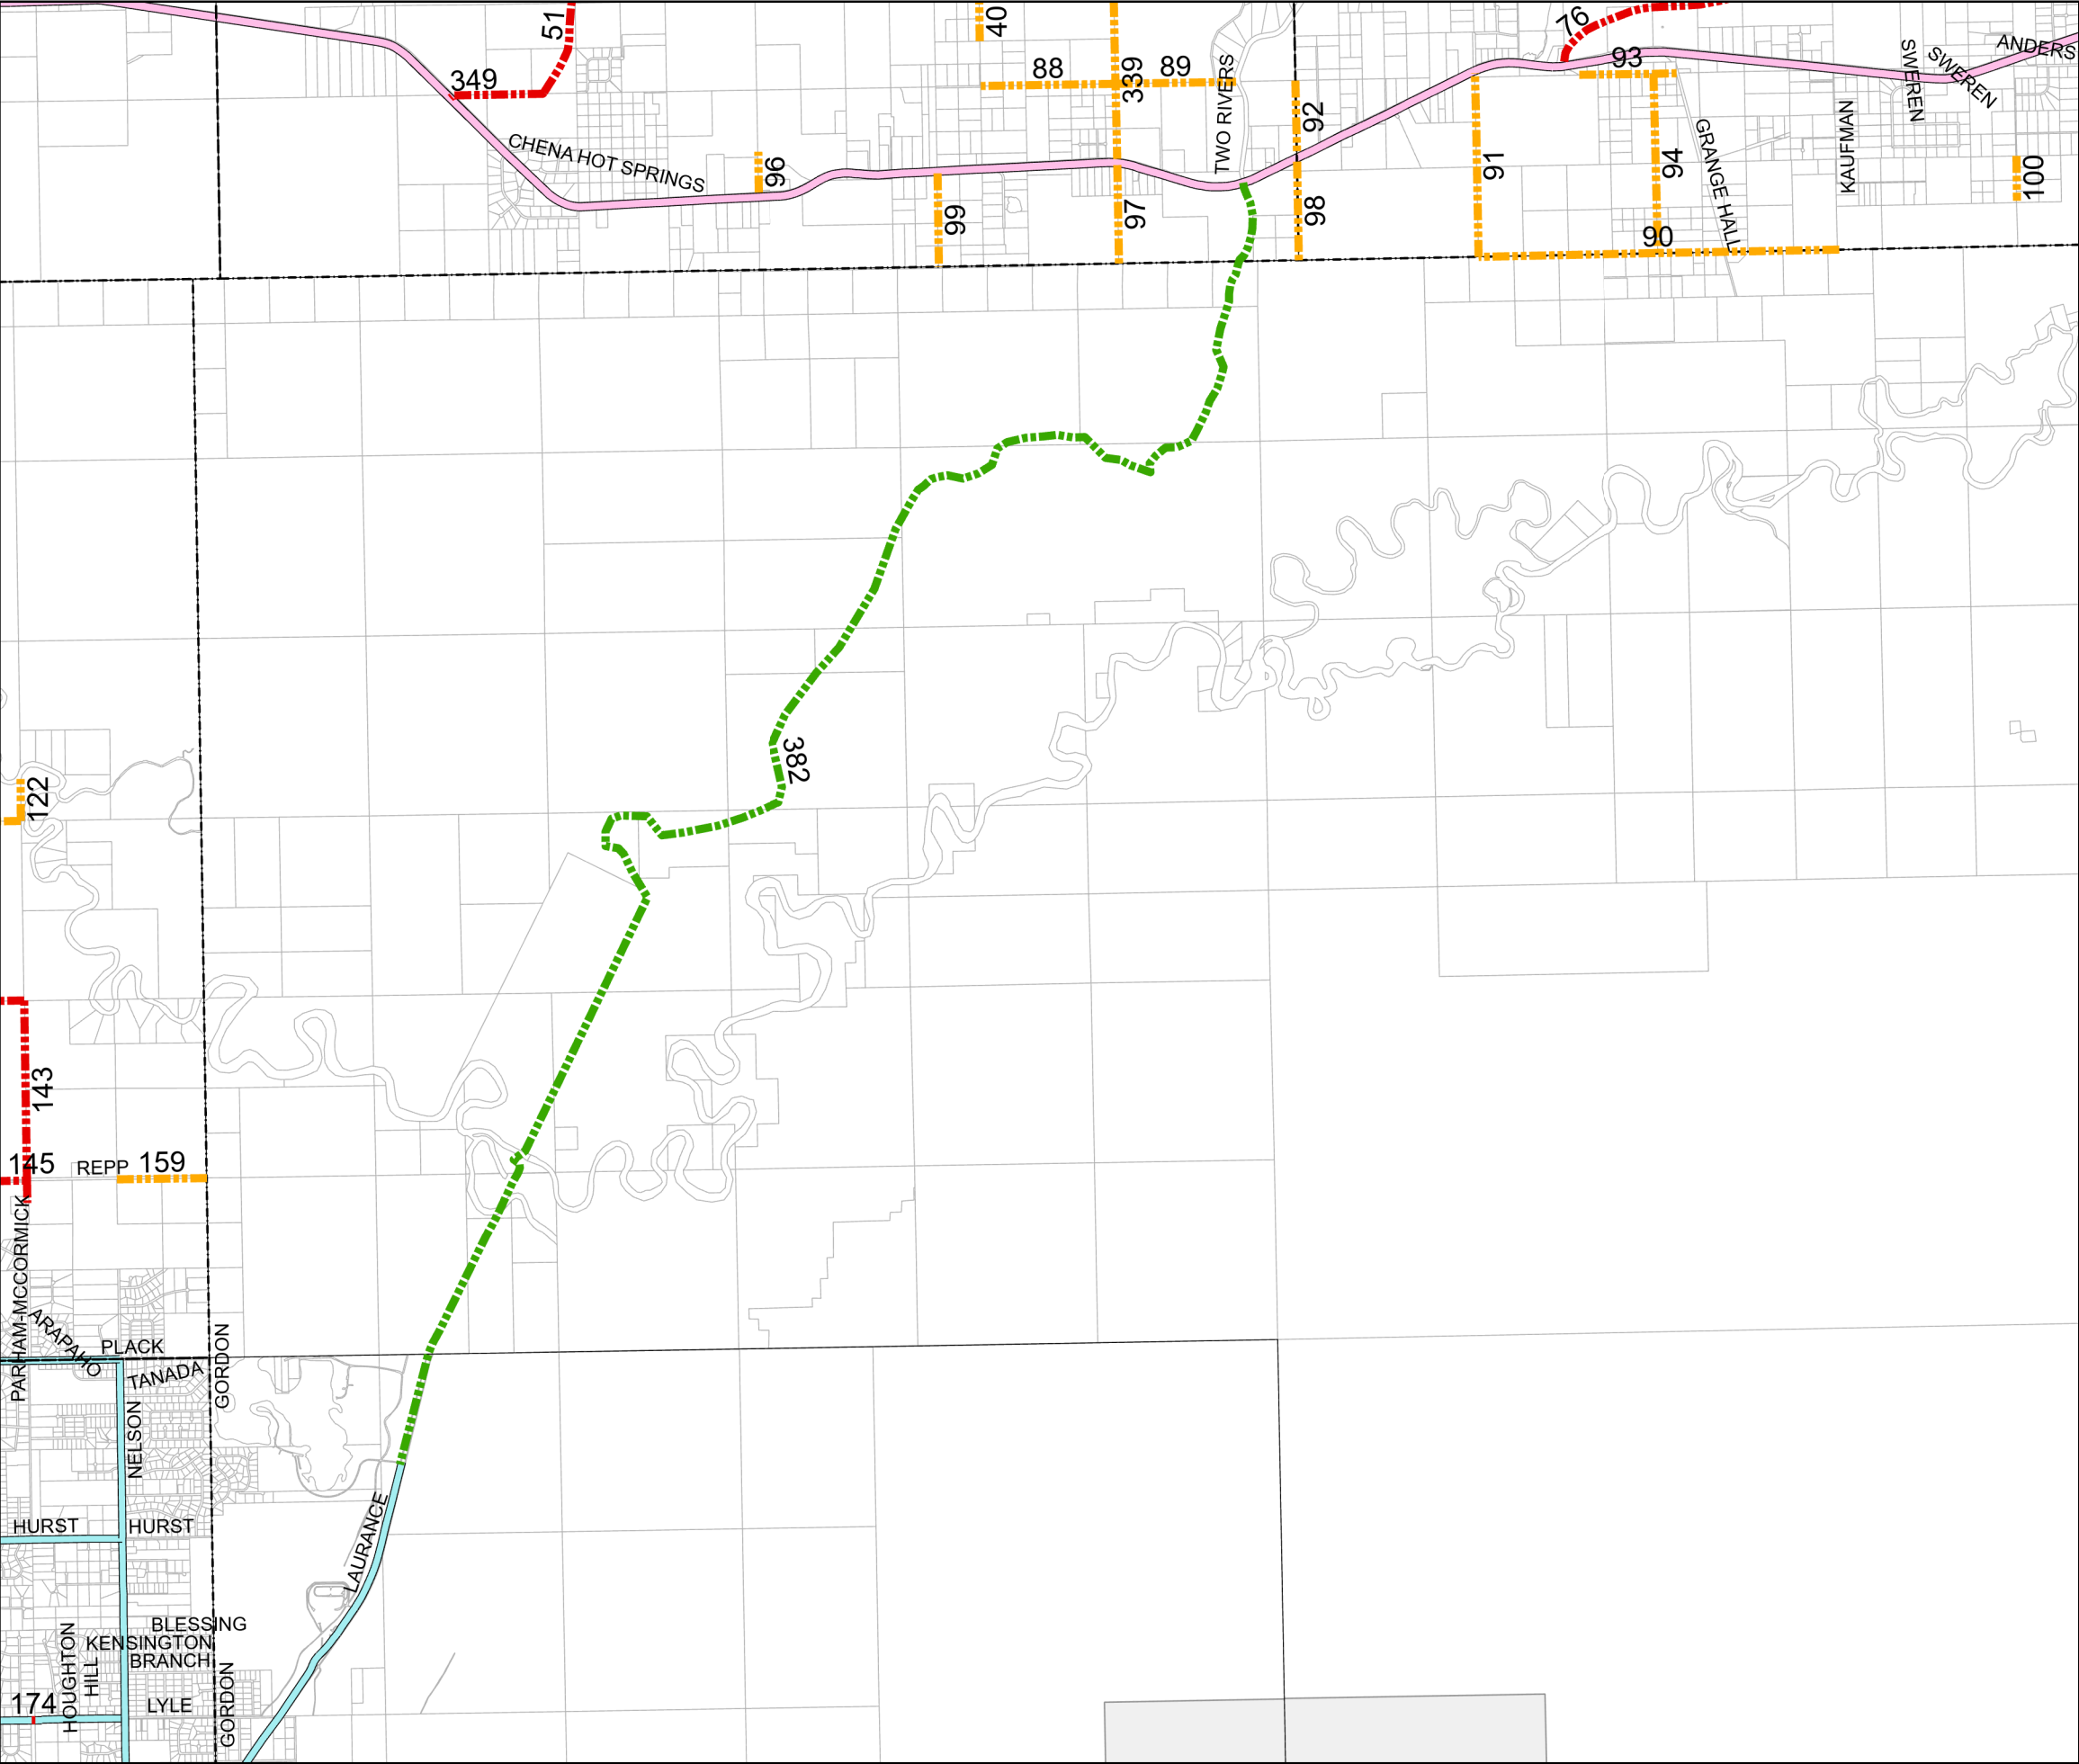 51
40
76
93
SWEREN
SWEREN
ANDERS
349
88
339
89
TWO RIVERS
92
CHENA HOT SPRINGS
96
91
94
GRANGE HALL
KAUFMAN
100
99
97
98
90
382
122
143
145
REPP
159
PARHAM-MCCORMICK
ARAPAHO
PLACK
TANADA
GORDON
NELSON
HURST
HURST
LAURANCE
BLESSING
KENSINGTON
BRANCH
HOUGHTON
HILL
174
LYLE
GORDON